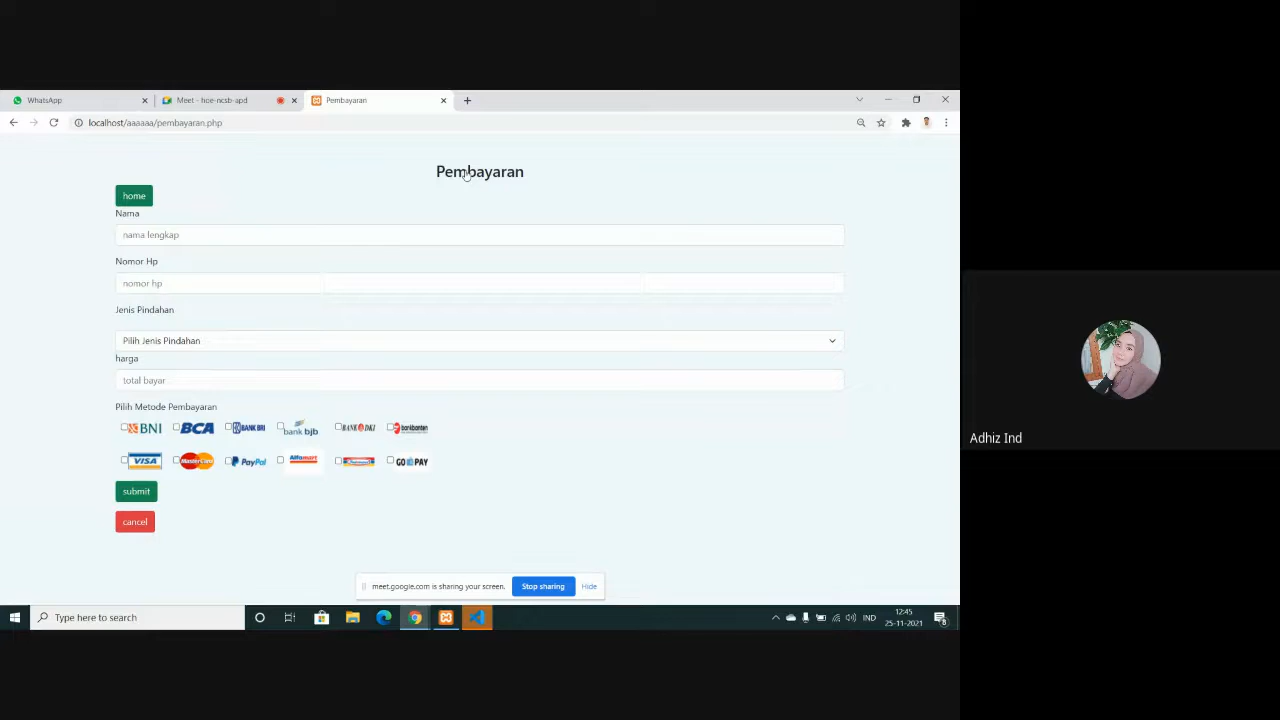 WhatsApp
Meet - hoe-ncsb-apd
Pembayaran
localhost/aaaaaa/pembayaran.php
Pembayaran
home
Nama
nama lengkap
Nomor Hp
nomor hp
Jenis Pindahan
Pilih Jenis Pindahan
harga
total bayar
Pilih Metode Pembayaran
BNI BCA BANK BRI bank bjb BANK DKI bankbanten
VISA MasterCard PayPal Alfamart Indomaret GO PAY
submit
cancel
meet.google.com is sharing your screen. Stop sharing Hide
Adhiz Ind
Type here to search
IND
12:45
25-11-2021